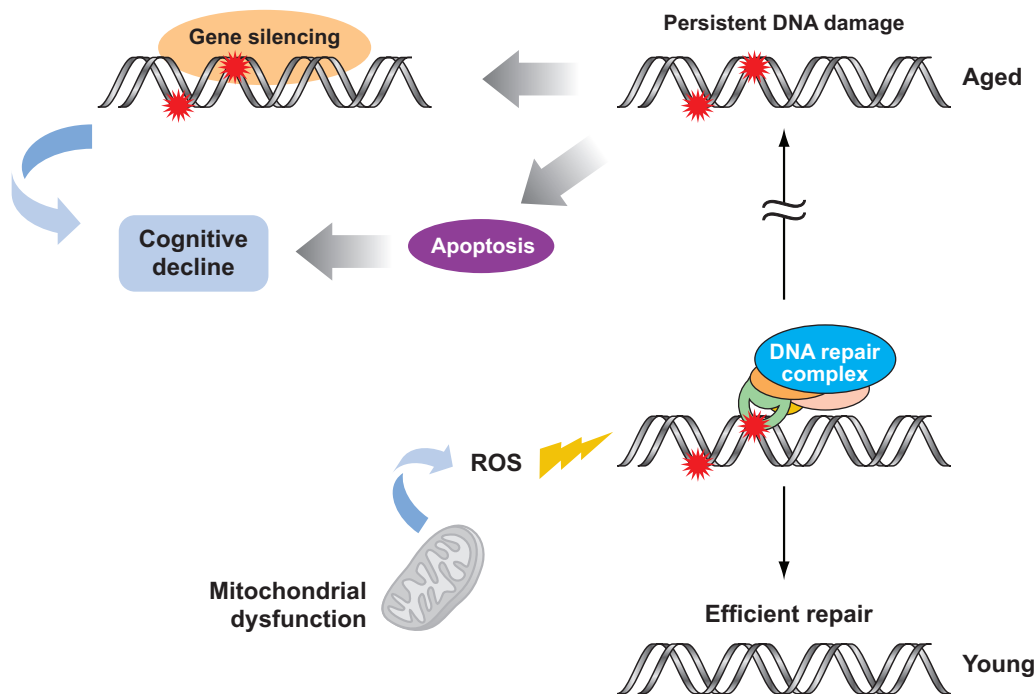 Gene silencing
Persistent DNA damage
Aged
Cognitive
decline
Apoptosis
DNA repair
complex
ROS
Mitochondrial
dysfunction
Efficient repair
Young